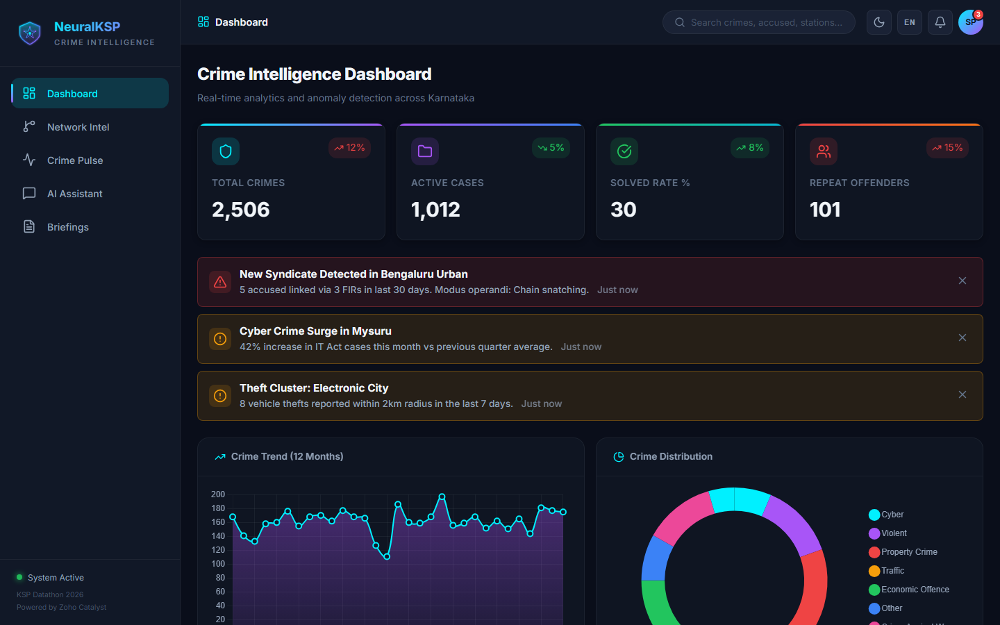 NeuralKSP
CRIME INTELLIGENCE
Dashboard
Network Intel
Crime Pulse
AI Assistant
Briefings
System Active
KSP Datathon 2026
Powered by Zoho Catalyst
Dashboard
Search crimes, accused, stations...
EN
SP
3
Crime Intelligence Dashboard
Real-time analytics and anomaly detection across Karnataka
12%
TOTAL CRIMES
2,506
5%
ACTIVE CASES
1,012
8%
SOLVED RATE %
30
15%
REPEAT OFFENDERS
101
New Syndicate Detected in Bengaluru Urban
5 accused linked via 3 FIRs in last 30 days. Modus operandi: Chain snatching. Just now
Cyber Crime Surge in Mysuru
42% increase in IT Act cases this month vs previous quarter average. Just now
Theft Cluster: Electronic City
8 vehicle thefts reported within 2km radius in the last 7 days. Just now
Crime Trend (12 Months)
200
180
160
140
120
100
80
60
40
20
Crime Distribution
Cyber
Violent
Property Crime
Traffic
Economic Offence
Other